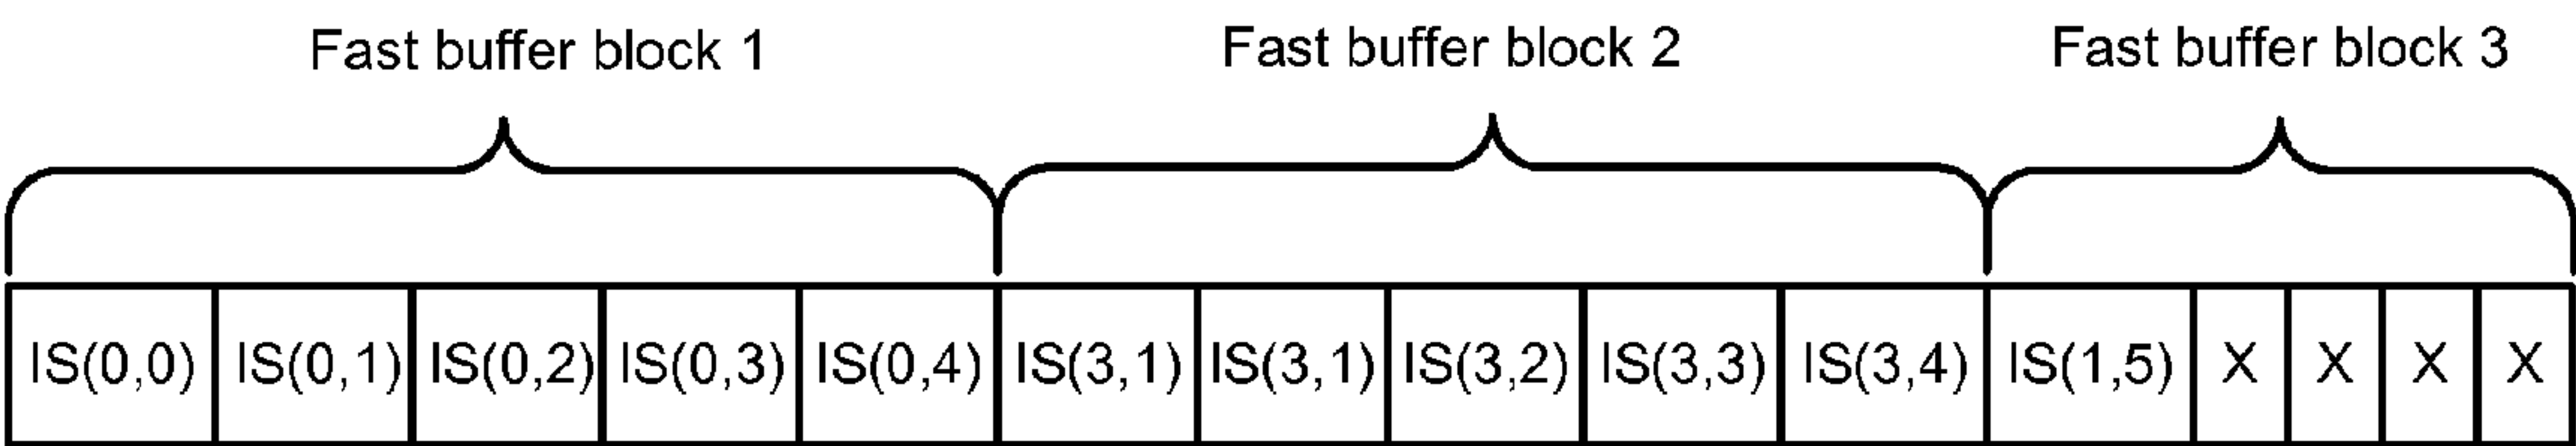 Fast buffer block 1 Fast buffer block 2 Fast buffer block 3
IS(0,0) IS(0,1) IS(0,2) IS(0,3) IS(0,4) IS(3,1) IS(3,1) IS(3,2) IS(3,3) IS(3,4) IS(1,5) X X X X